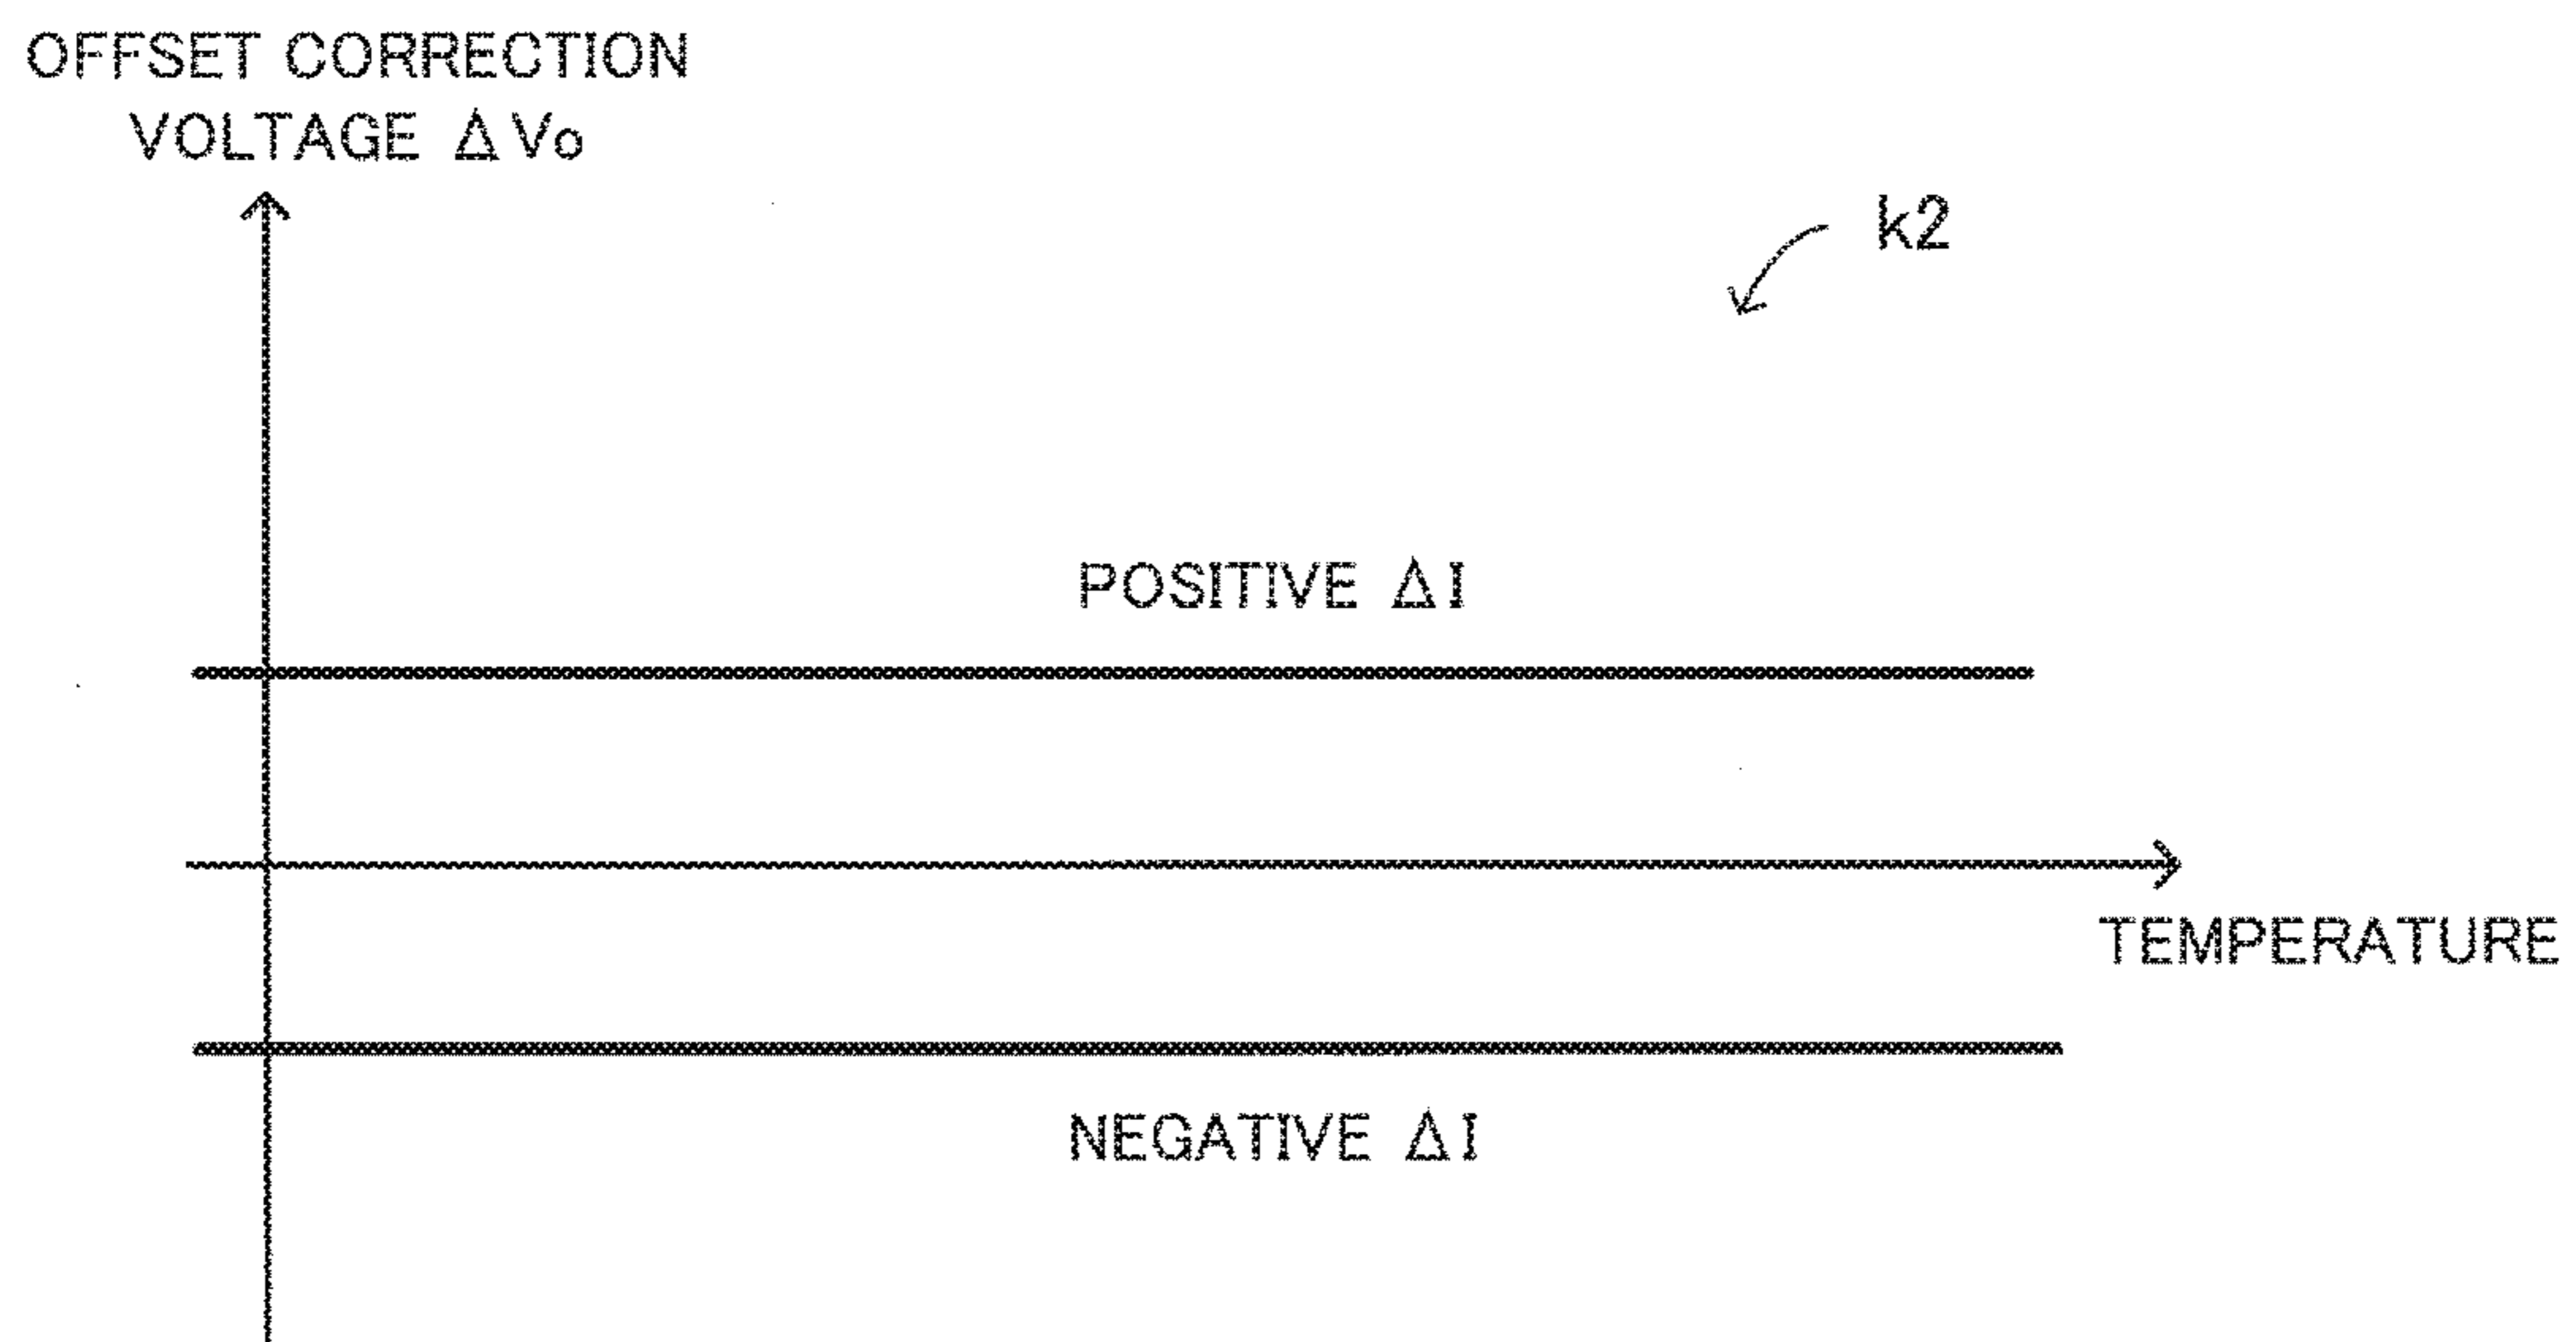 OFFSET CORRECTION
VOLTAGE ΔVo
k2
POSITIVE ΔI
TEMPERATURE
NEGATIVE ΔI